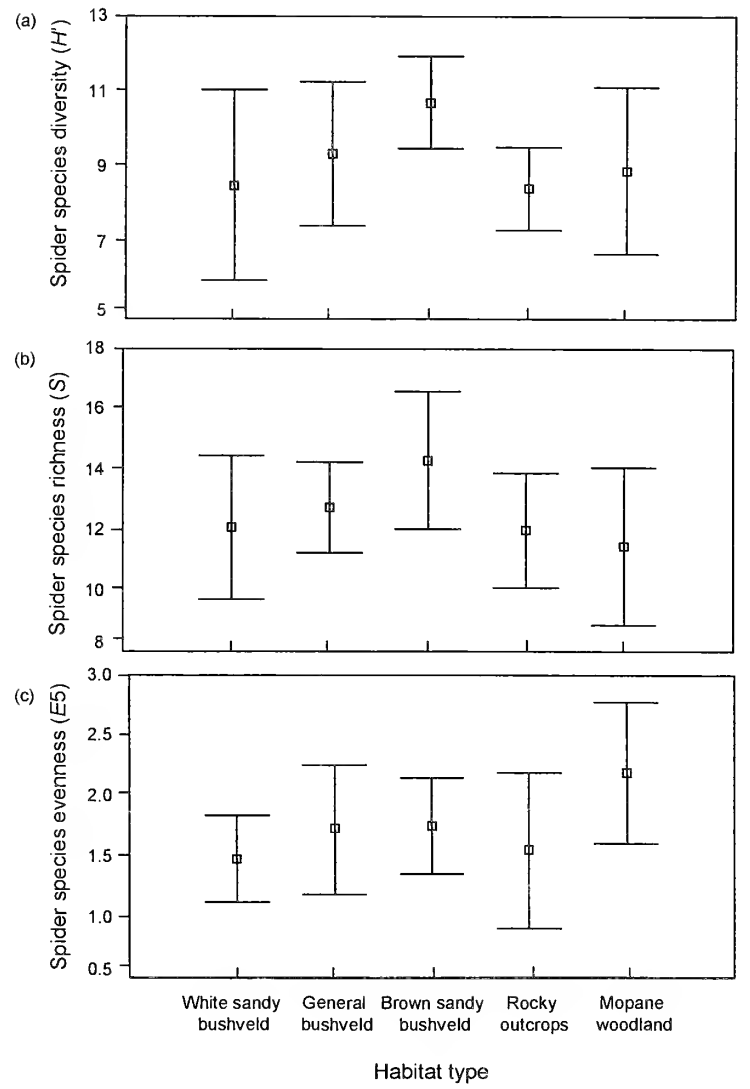 (a)
Spider species diversity (H')
13
11
9
7
5
(b)
Spider species richness (S)
18
16
14
12
10
8
(c)
Spider species evenness (E5)
3.0
2.5
2.0
1.5
1.0
0.5
White sandy bushveld
General bushveld
Brown sandy bushveld
Rocky outcrops
Mopane woodland
Habitat type